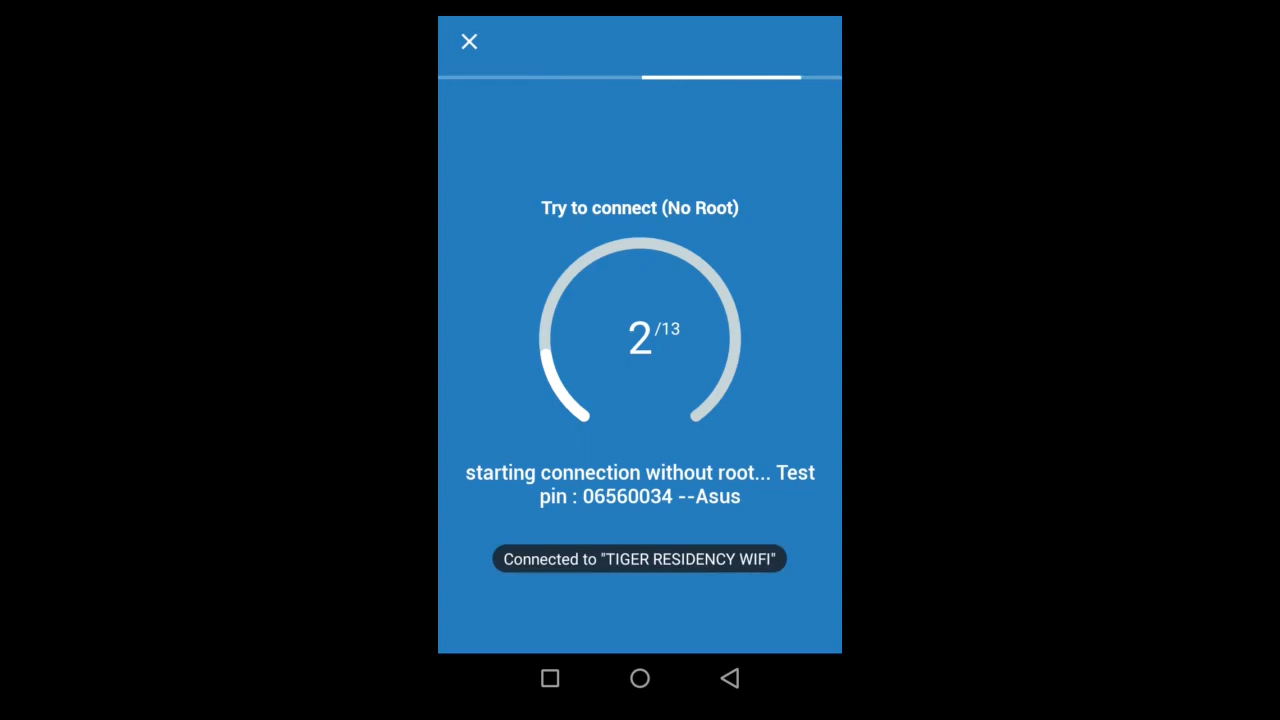 Try to connect (No Root)
2/13
starting connection without root... Test
pin : 06560034 --Asus
Connected to "TIGER RESIDENCY WIFI"